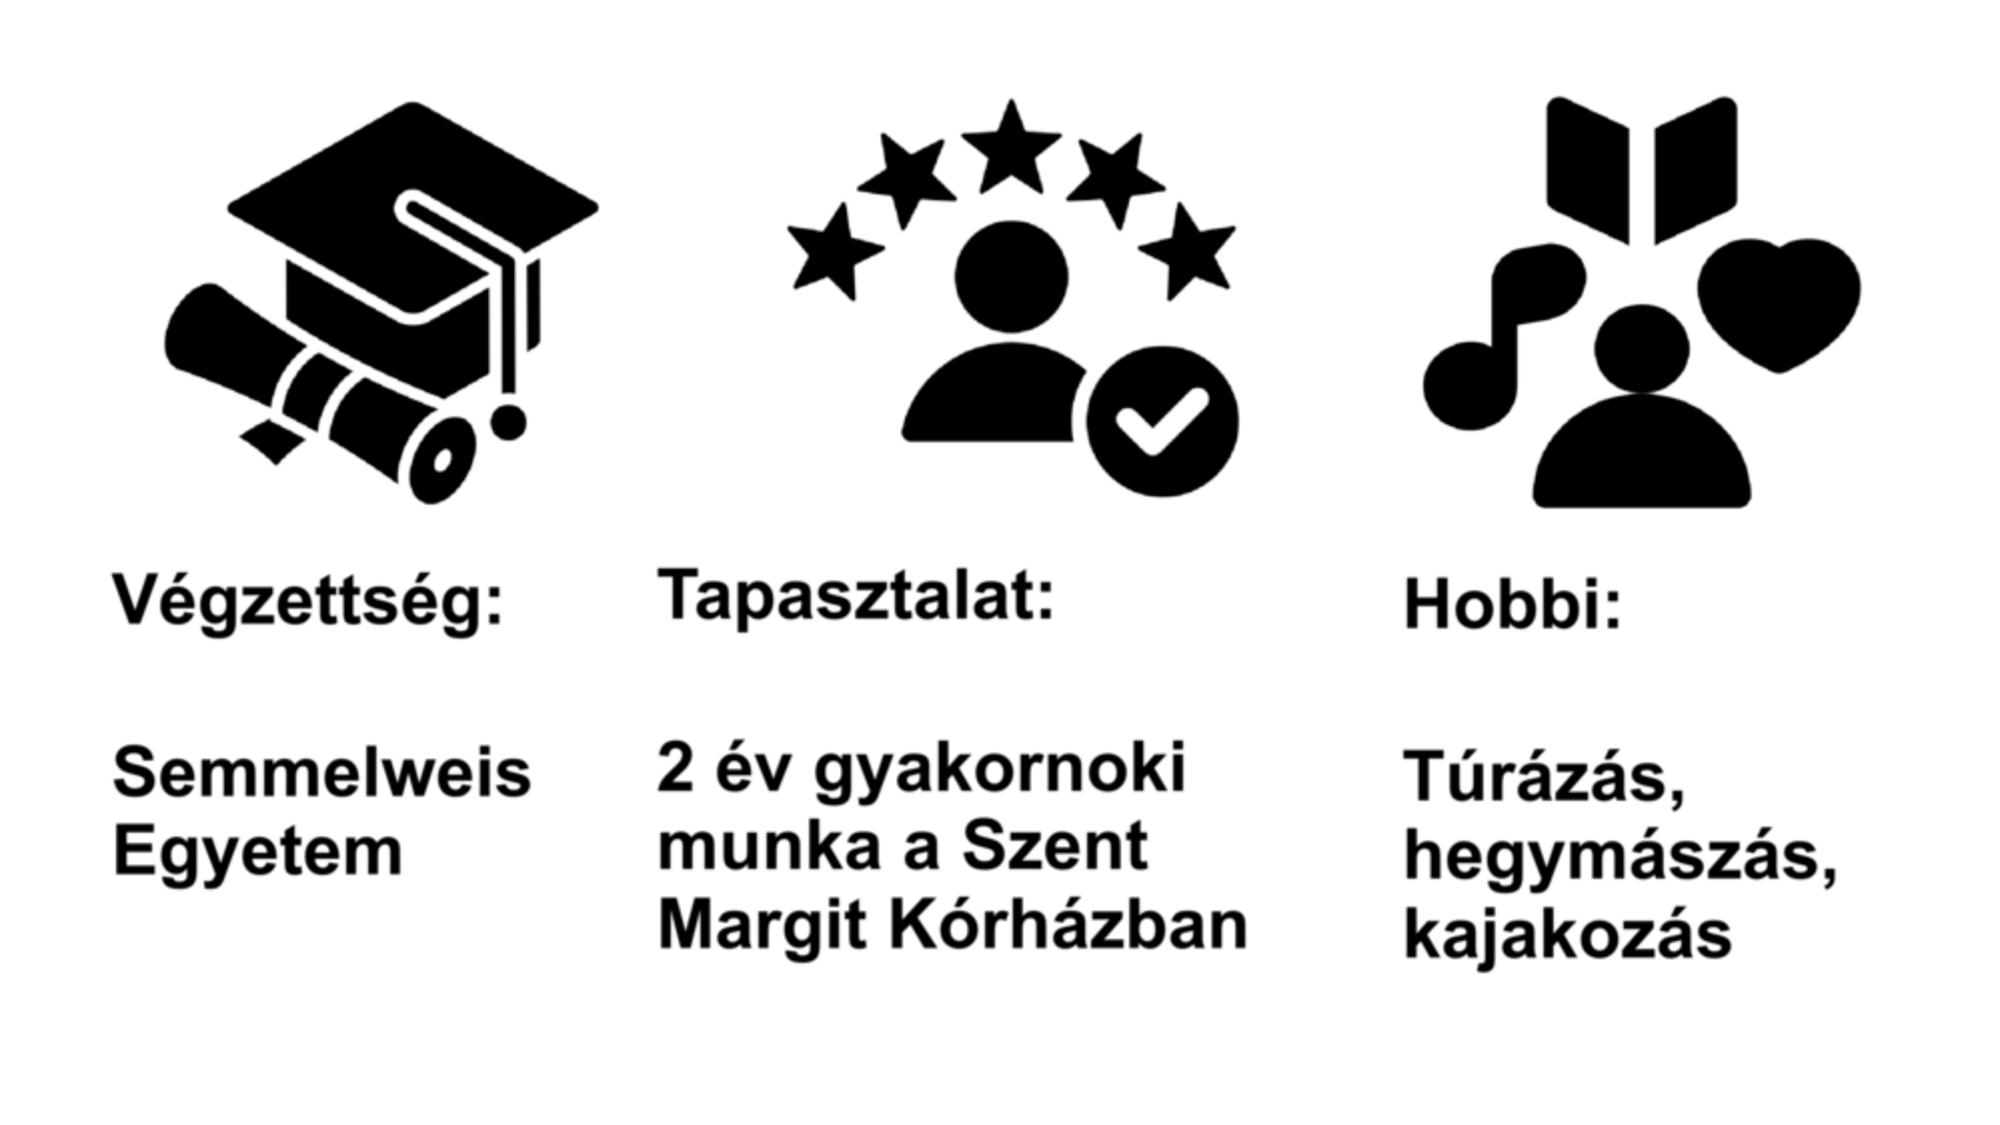 Végzettség:
Semmelweis
Egyetem
Tapasztalat:
2 év gyakornoki
munka a Szent
Margit Kórházban
Hobbi:
Túrázás,
hegymászás,
kajakozás